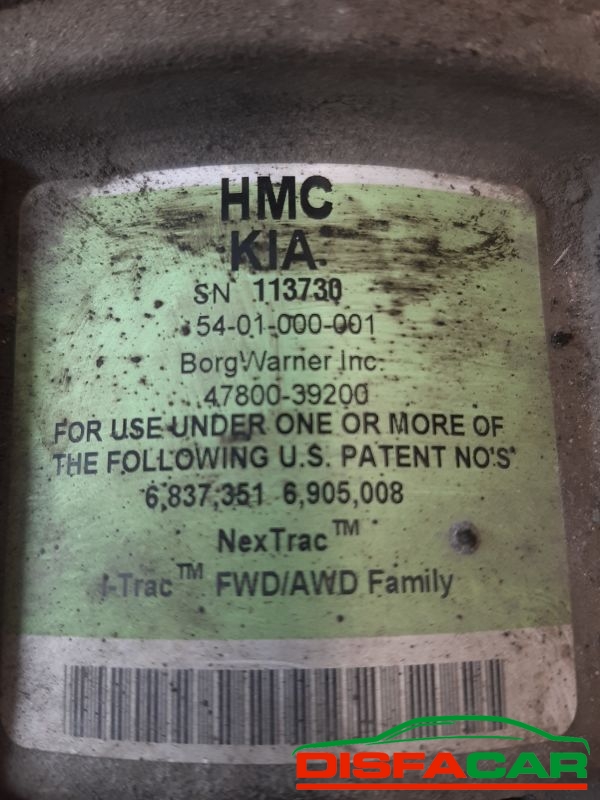 HMC
KIA
SN 113730
54-01-000-001
BorgWarner Inc.
47800-39200
FOR USE UNDER ONE OR MORE OF
THE FOLLOWING U.S. PATENT NO'S
6,837,351 6,905,008
NexTrac™
I-Trac™ FWD/AWD Family
DISFACAR